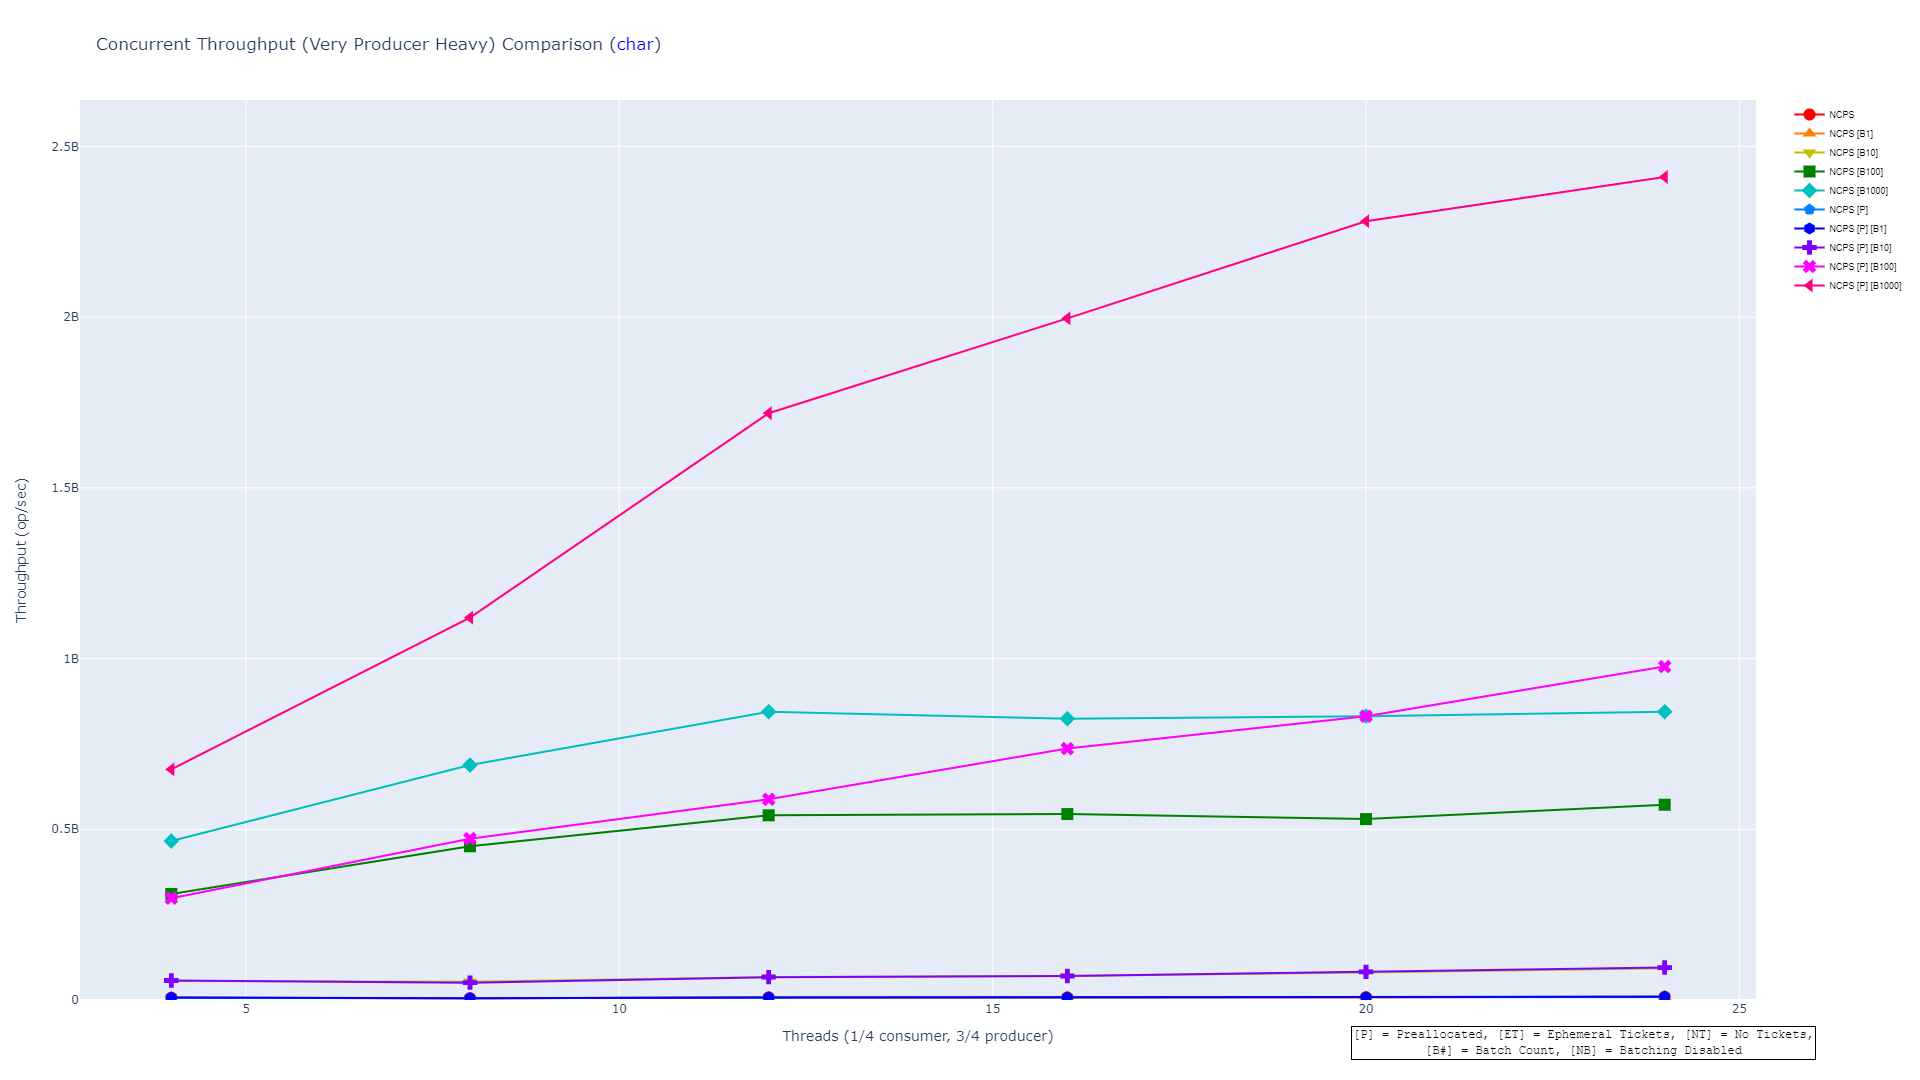 Concurrent Throughput (Very Producer Heavy) Comparison (char)
2.5B
2B
1.5B
1B
0.5B
0
Throughput (op/sec)
5
10
15
20
25
Threads (1/4 consumer, 3/4 producer)
NCPS
NCPS [B1]
NCPS [B10]
NCPS [B100]
NCPS [B1000]
NCPS [P]
NCPS [P] [B1]
NCPS [P] [B10]
NCPS [P] [B100]
NCPS [P] [B1000]
[P] = Preallocated, [ET] = Ephemeral Tickets, [NT] = No Tickets,
[B#] = Batch Count, [NB] = Batching Disabled